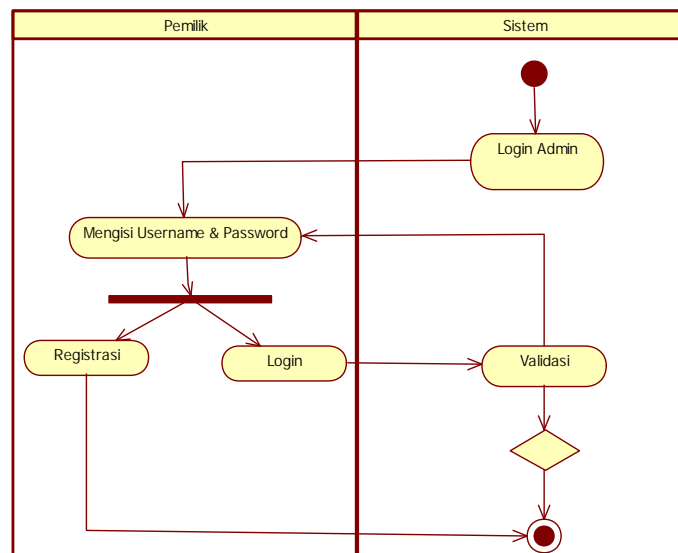 Pemilik
Sistem
Login Admin
Mengisi Username & Password
Registrasi
Login
Validasi